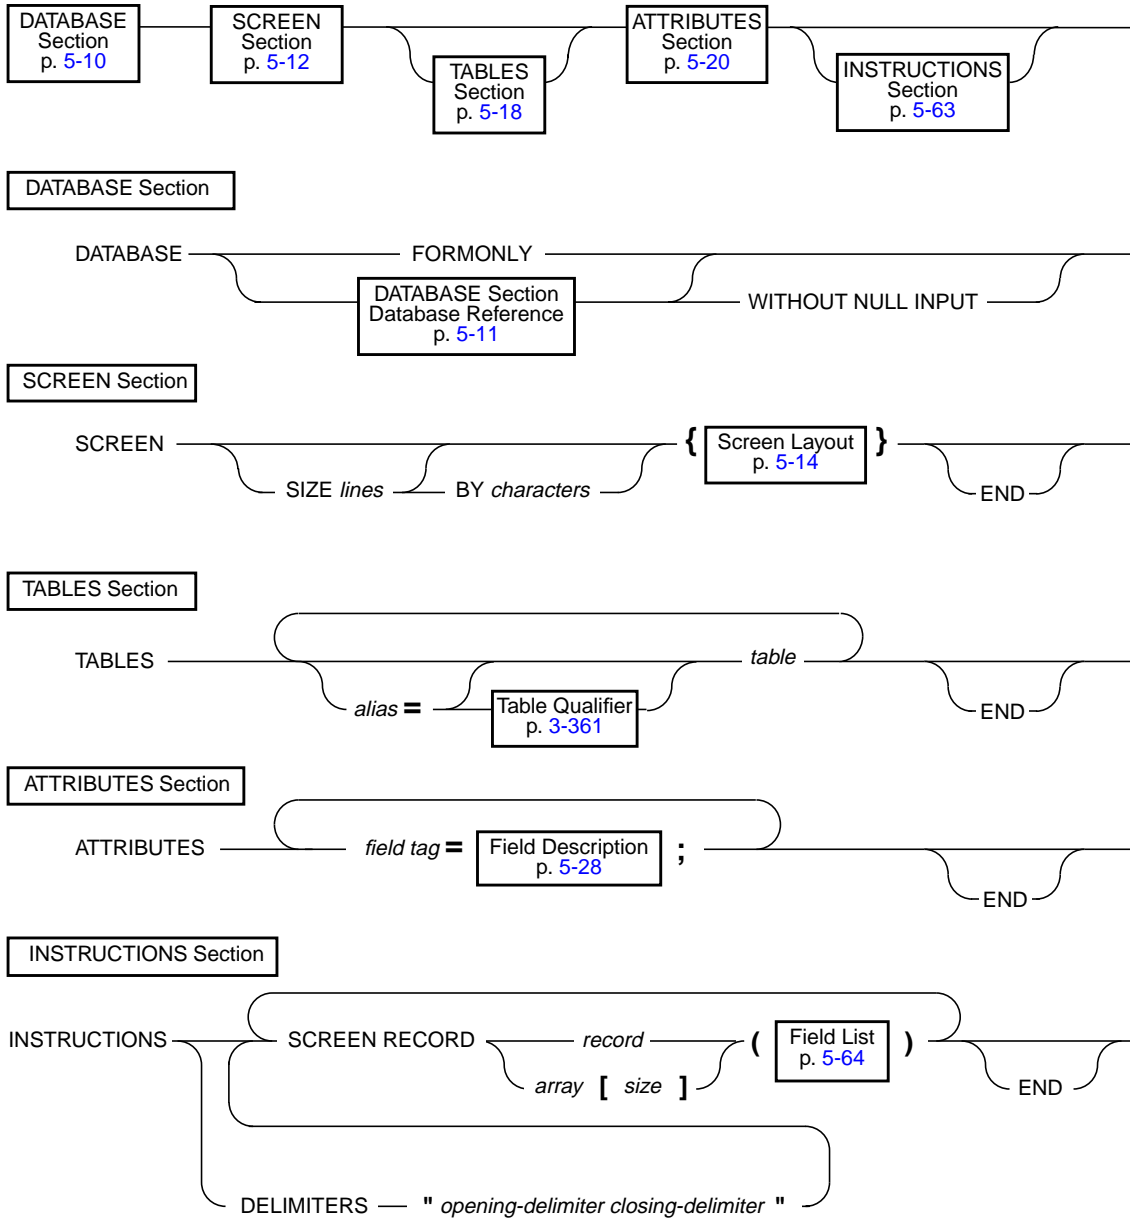 DATABASE
Section
p. 5-10
SCREEN
Section
p. 5-12
TABLES
Section
p. 5-18
ATTRIBUTES
Section
p. 5-20
INSTRUCTIONS
Section
p. 5-63
DATABASE Section
DATABASE
FORMONLY
DATABASE Section
Database Reference
p. 5-11
WITHOUT NULL INPUT
SCREEN Section
SCREEN
SIZE lines
BY characters
{
Screen Layout
p. 5-14
}
END
TABLES Section
TABLES
alias =
Table Qualifier
p. 3-361
table
END
ATTRIBUTES Section
ATTRIBUTES
field tag =
Field Description
p. 5-28
;
END
INSTRUCTIONS Section
INSTRUCTIONS
SCREEN RECORD
record
array [ size ]
(
Field List
p. 5-64
)
END
DELIMITERS
" opening-delimiter closing-delimiter "